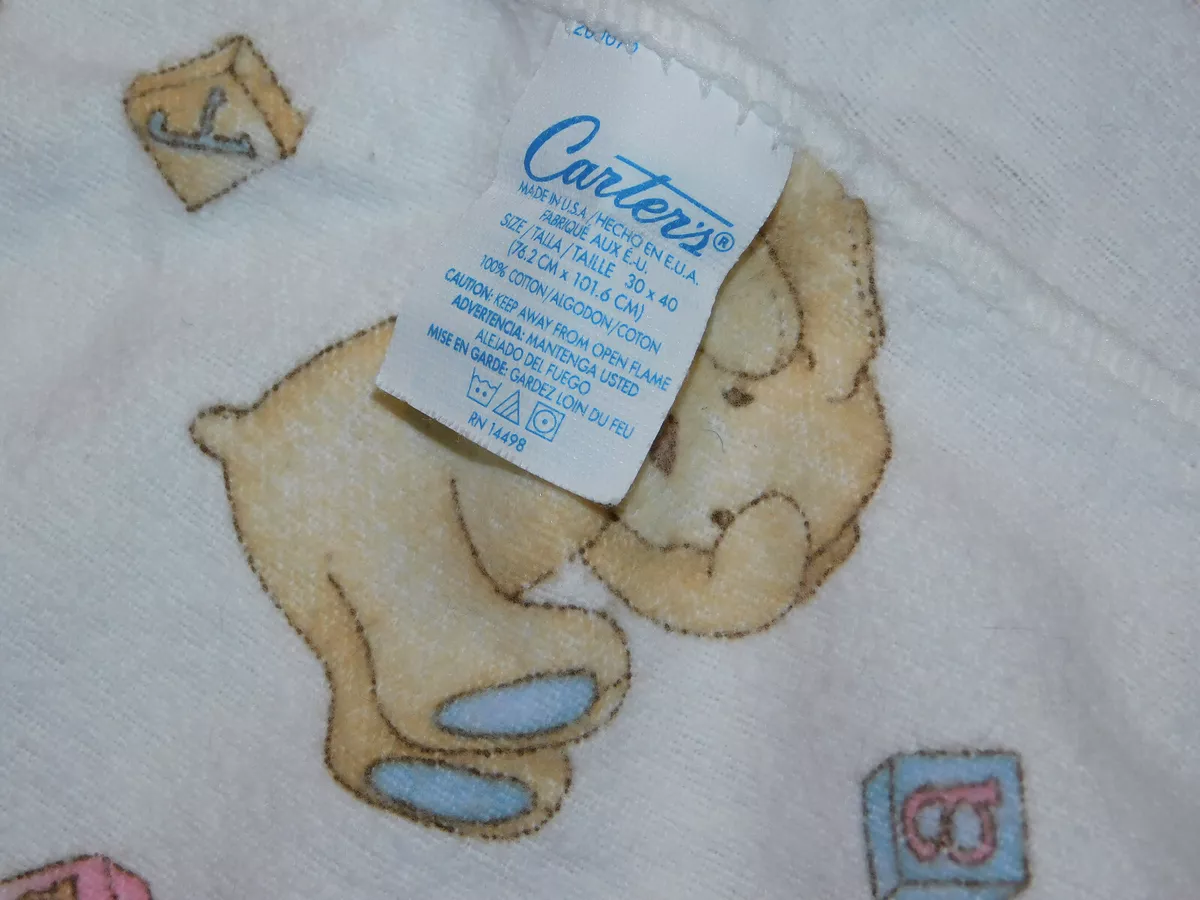 Carter's®
MADE IN U.S.A./HECHO EN E.U.A.
FABRIQUÉ AUX É.-U.
SIZE/TALLA/TAILLE 30 x 40
(76.2 CM x 101.6 CM)
100% COTTON/ALGODON/COTON
CAUTION: KEEP AWAY FROM OPEN FLAME
ADVERTENCIA: MANTENGA USTED
ALEJADO DEL FUEGO
MISE EN GARDE: GARDEZ LOIN DU FEU
RN 14498
B